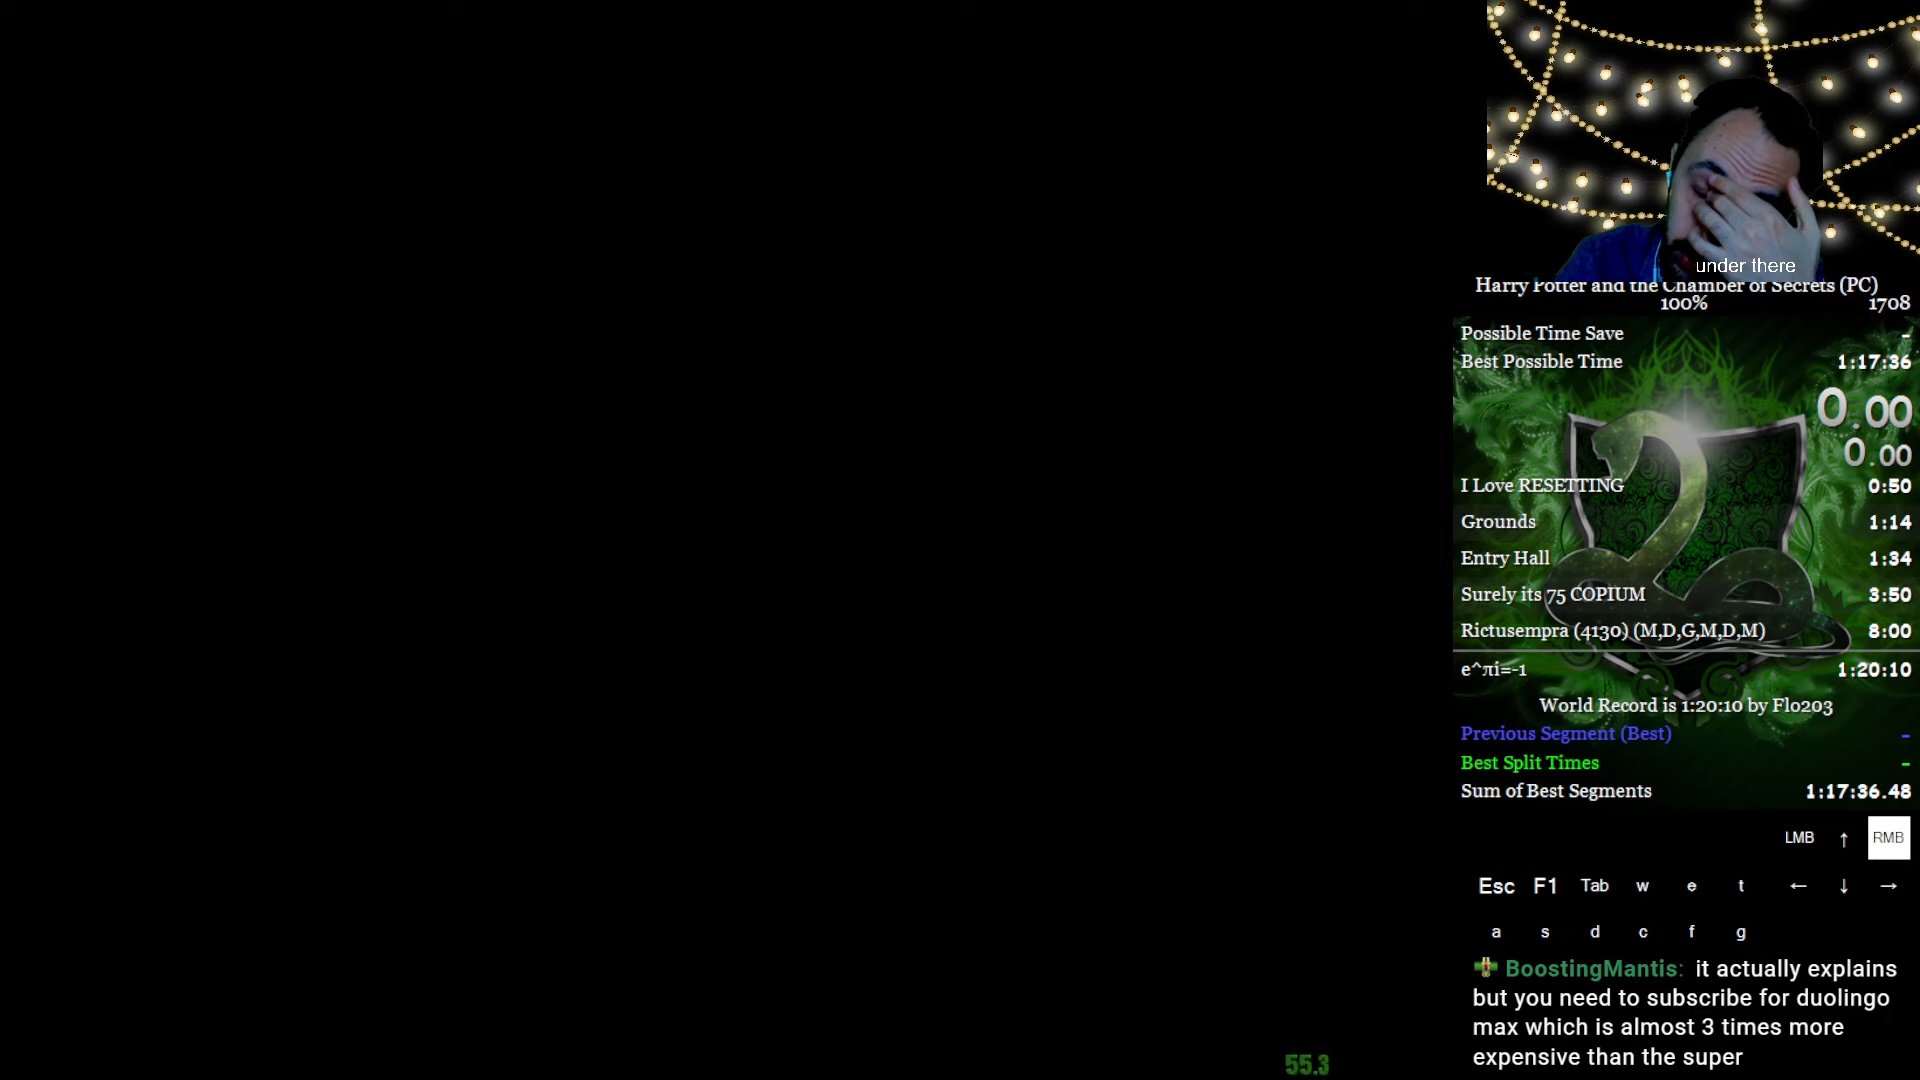 under there
Harry Potter and the Chamber of Secrets (PC)
100% 1708
Possible Time Save -
Best Possible Time 1:17:36
0.00
0.00
I Love RESETTING 0:50
Grounds 1:14
Entry Hall 1:34
Surely its 75 COPIUM 3:50
Rictusempra (4130) (M,D,G,M,D,M) 8:00
e^πi=-1 1:20:10
World Record is 1:20:10 by Flo203
Previous Segment (Best) -
Best Split Times -
Sum of Best Segments 1:17:36.48
LMB ↑ RMB
Esc F1 Tab w e t ← ↓ →
a s d c f g
BoostingMantis: it actually explains
but you need to subscribe for duolingo
max which is almost 3 times more
expensive than the super
55.3